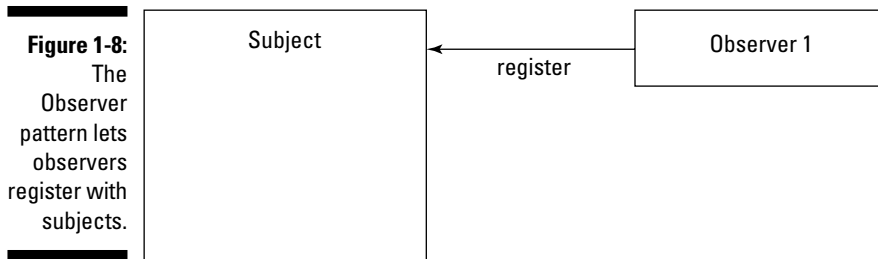 Figure 1-8:
The
Observer
pattern lets
observers
register with
subjects.
Subject
register
Observer 1